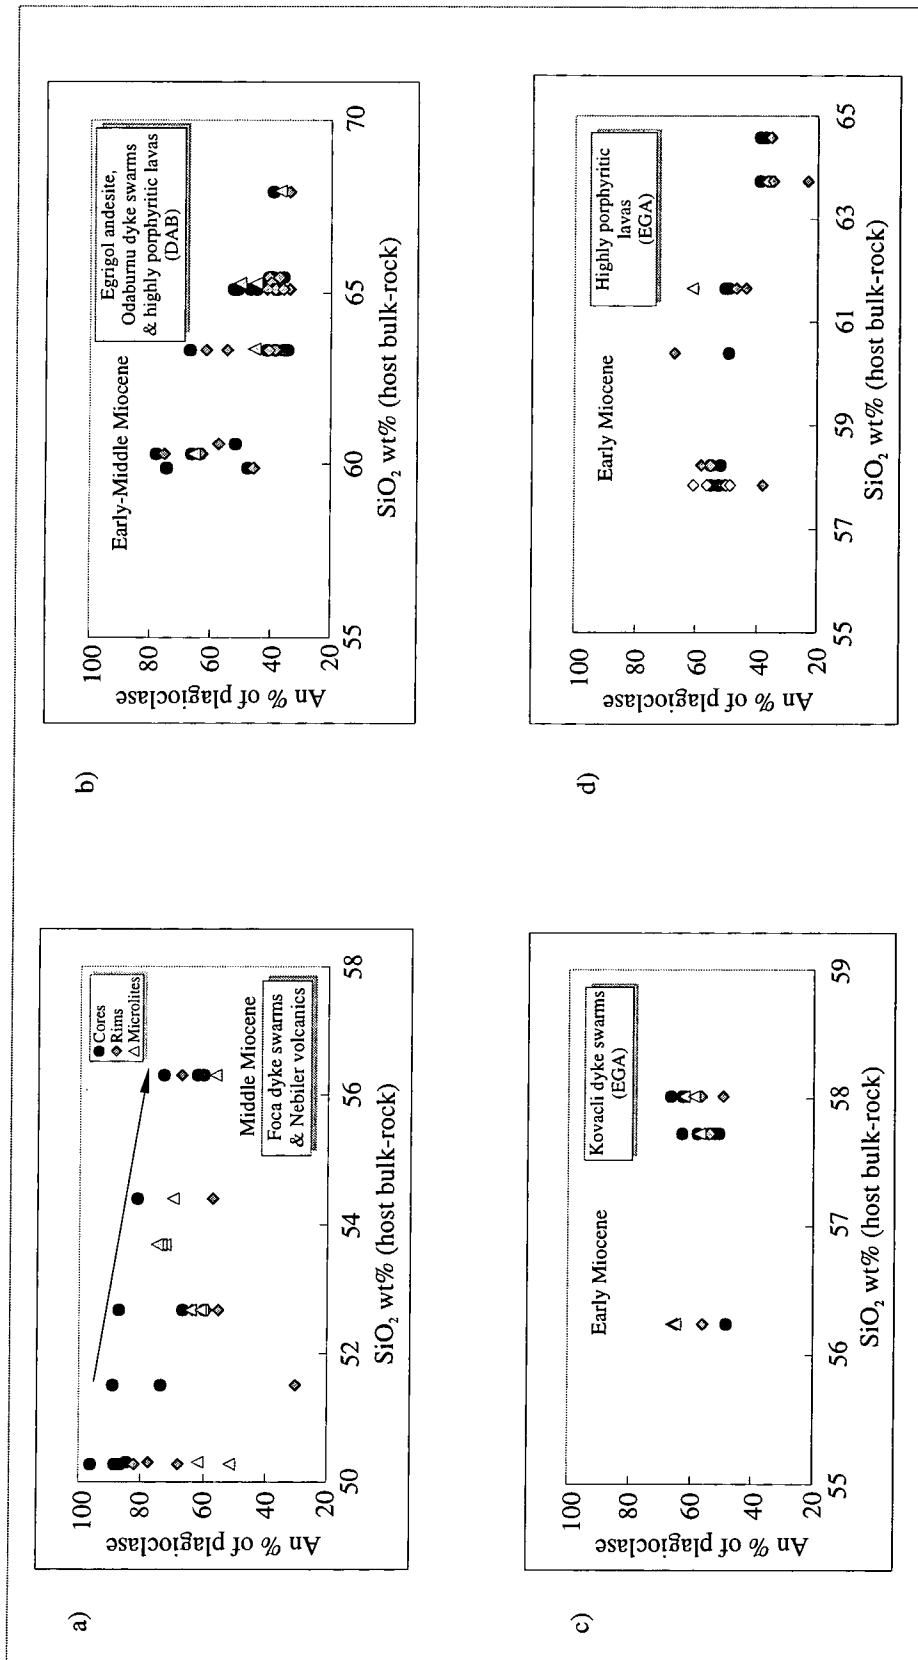 a)
An % of plagioclase
100
80
60
40
20
50
52
54
56
58
SiO₂ wt% (host bulk-rock)
Cores
Rims
Microlites
Middle Miocene
Foca dyke swarms
& Nebiler volcanics
b)
An % of plagioclase
100
80
60
40
20
55
60
65
70
SiO₂ wt% (host bulk-rock)
Early-Middle Miocene
Egrigol andesite,
Odaburnu dyke swarms
& highly porphyritic lavas
(DAB)
c)
An % of plagioclase
100
80
60
40
20
55
56
57
58
59
SiO₂ wt% (host bulk-rock)
Early Miocene
Kovacli dyke swarms
(EGA)
d)
An % of plagioclase
100
80
60
40
20
55
57
59
61
63
65
SiO₂ wt% (host bulk-rock)
Early Miocene
Highly porphyritic
lavas
(EGA)